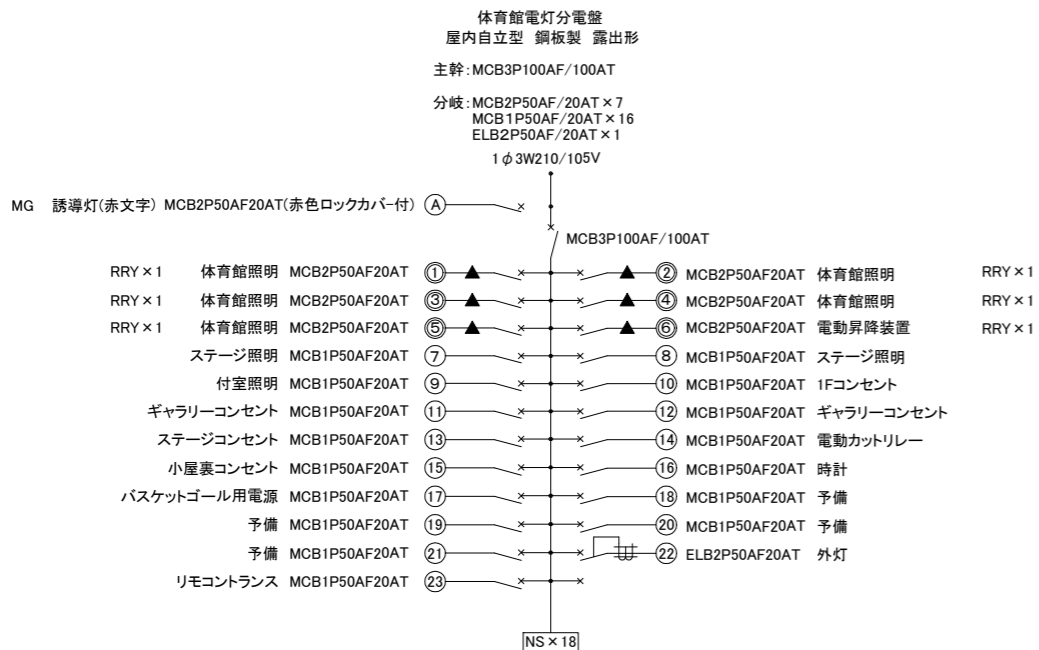 体育館電灯分電盤
屋内自立型 鋼板製 露出形
主幹:MCB3P100AF/100AT
分岐:MCB2P50AF/20AT×7
MCB1P50AF/20AT×16
ELB2P50AF/20AT×1
1φ3W210/105V
MG 誘導灯(赤文字) MCB2P50AF20AT(赤色ロックカバー付) A
MCB3P100AF/100AT
RRY×1 体育館照明 MCB2P50AF20AT 1 2 MCB2P50AF20AT 体育館照明 RRY×1
RRY×1 体育館照明 MCB2P50AF20AT 3 4 MCB2P50AF20AT 体育館照明 RRY×1
RRY×1 体育館照明 MCB2P50AF20AT 5 6 MCB2P50AF20AT 電動昇降装置 RRY×1
ステージ照明 MCB1P50AF20AT 7 8 MCB1P50AF20AT ステージ照明
付室照明 MCB1P50AF20AT 9 10 MCB1P50AF20AT 1Fコンセント
ギャラリーコンセント MCB1P50AF20AT 11 12 MCB1P50AF20AT ギャラリーコンセント
ステージコンセント MCB1P50AF20AT 13 14 MCB1P50AF20AT 電動カットリレー
小屋裏コンセント MCB1P50AF20AT 15 16 MCB1P50AF20AT 時計
バスケットゴール用電源 MCB1P50AF20AT 17 18 MCB1P50AF20AT 予備
予備 MCB1P50AF20AT 19 20 MCB1P50AF20AT 予備
予備 MCB1P50AF20AT 21 22 ELB2P50AF20AT 外灯
リモコントランス MCB1P50AF20AT 23
NS×18